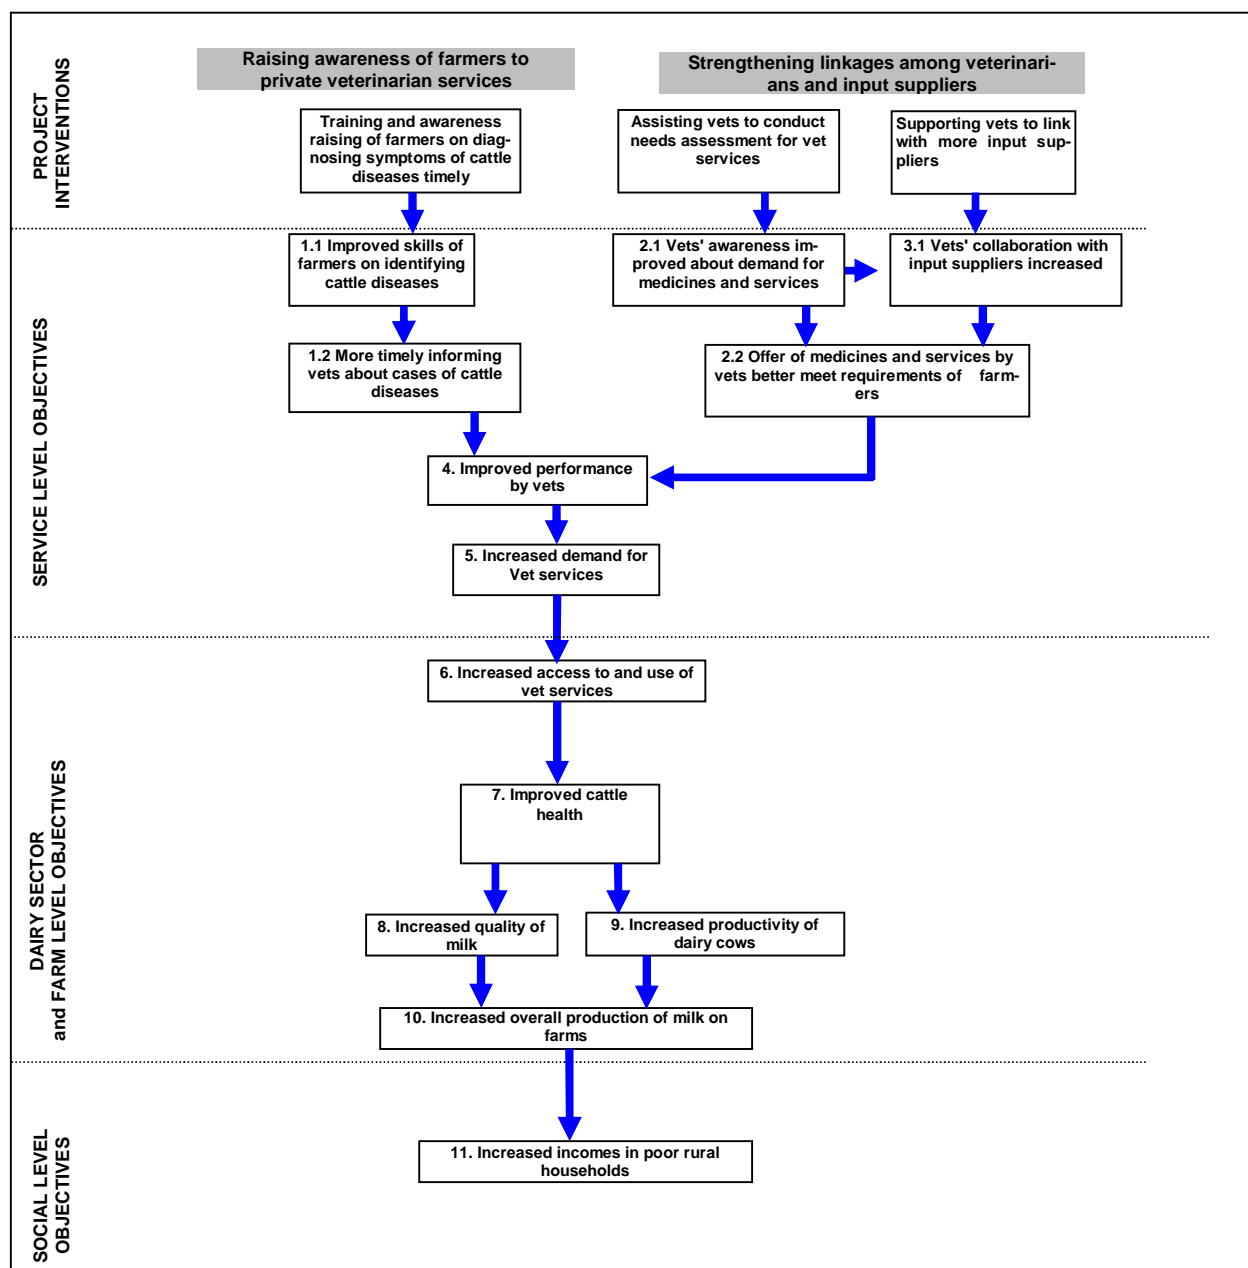 Raising awareness of farmers to
private veterinarian services
Strengthening linkages among veterinari-
ans and input suppliers
PROJECT
INTERVENTIONS
Training and awareness
raising of farmers on diag-
nosing symptoms of cattle
diseases timely
Assisting vets to conduct
needs assessment for vet
services
Supporting vets to link
with more input sup-
pliers
SERVICE LEVEL OBJECTIVES
1.1 Improved skills of
farmers on identifying
cattle diseases
2.1 Vets' awareness im-
proved about demand for
medicines and services
3.1 Vets' collaboration with
input suppliers increased
1.2 More timely informing
vets about cases of cattle
diseases
2.2 Offer of medicines and services by
vets better meet requirements of farm-
ers
4. Improved performance
by vets
5. Increased demand for
Vet services
DAIRY SECTOR
and FARM LEVEL OBJECTIVES
6. Increased access to and use of
vet services
7. Improved cattle
health
8. Increased quality of
milk
9. Increased productivity of
dairy cows
10. Increased overall production of milk on
farms
SOCIAL LEVEL
OBJECTIVES
11. Increased incomes in poor rural
households